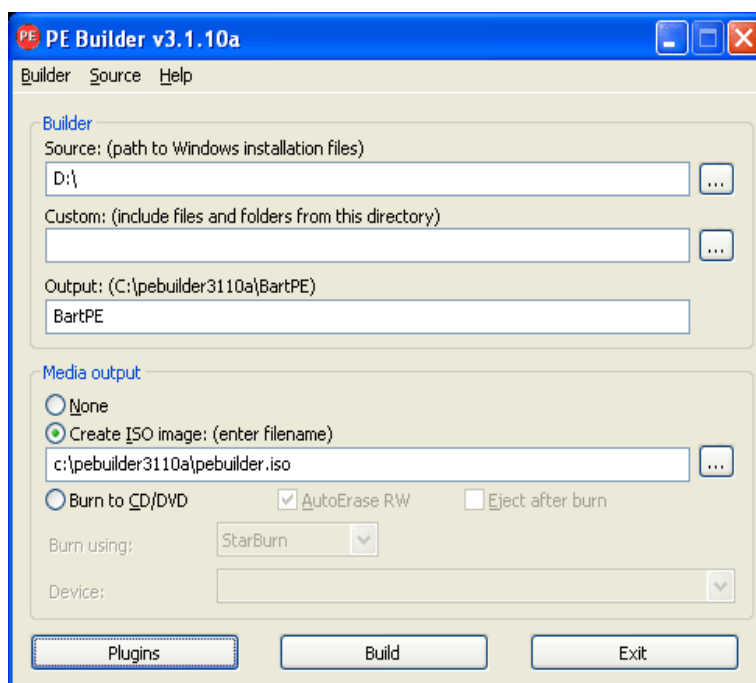 PE Builder v3.1.10a
Builder Source Help
Builder
Source: (path to Windows installation files)
D:\
...
Custom: (include files and folders from this directory)
...
Output: (C:\pebuilder3110a\BartPE)
BartPE
Media output
None
Create ISO image: (enter filename)
c:\pebuilder3110a\pebuilder.iso
...
Burn to CD/DVD AutoErase RW Eject after burn
Burn using: StarBurn
Device:
Plugins Build Exit